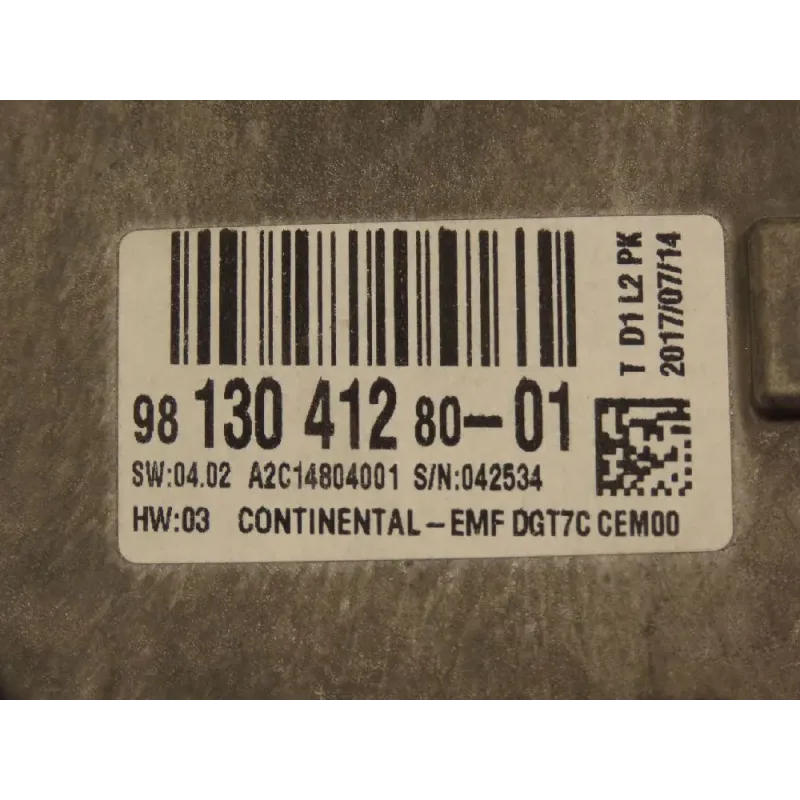 98 130 412 80-01
SW:04.02 A2C14804001 S/N:042534
HW:03 CONTINENTAL-EMF DGT7C CEM00
T D1 L2 PK
2017/07/14